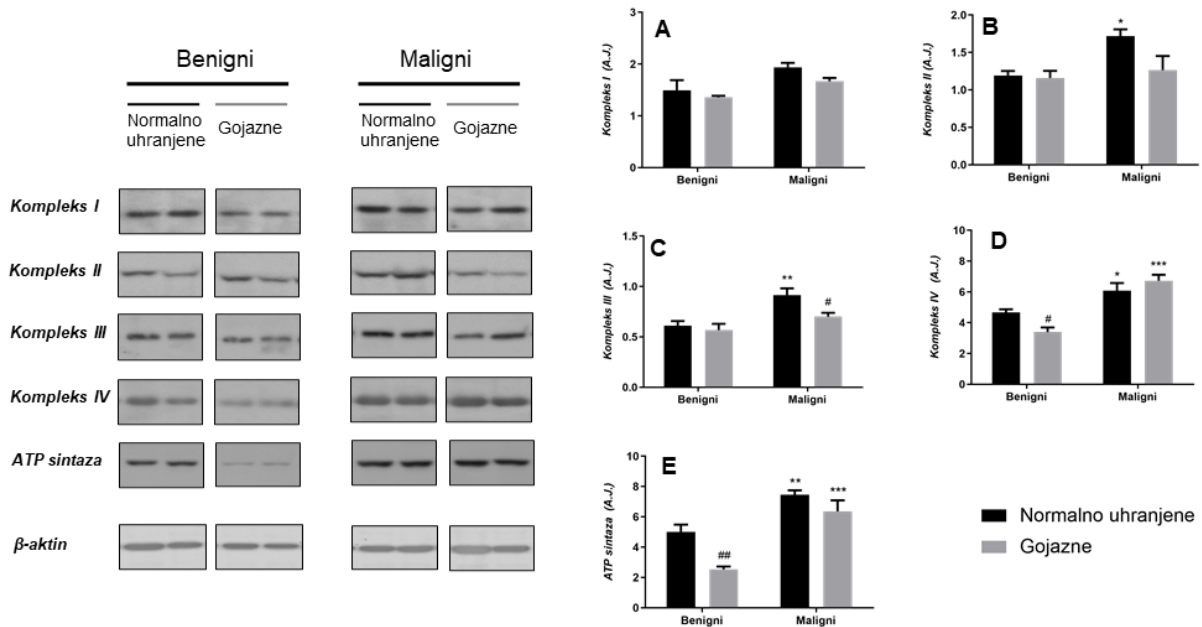 Benigni
Maligni
Normalno
uhranjene
Gojazne
Normalno
uhranjene
Gojazne
Kompleks I
Kompleks II
Kompleks III
Kompleks IV
ATP sintaza
β-aktin
A
Kompleks I (A.J.)
3
2
1
0
Benigni
Maligni
B
Kompleks II (A.J.)
2.0
1.5
1.0
0.5
0.0
*
Benigni
Maligni
C
Kompleks III (A.J.)
1.5
1.0
0.5
0.0
**
#
Benigni
Maligni
D
Kompleks IV (A.J.)
10
8
6
4
2
0
#
*
***
Benigni
Maligni
E
ATP sintaza (A.J.)
10
8
6
4
2
0
##
**
***
Benigni
Maligni
Normalno uhranjene
Gojazne